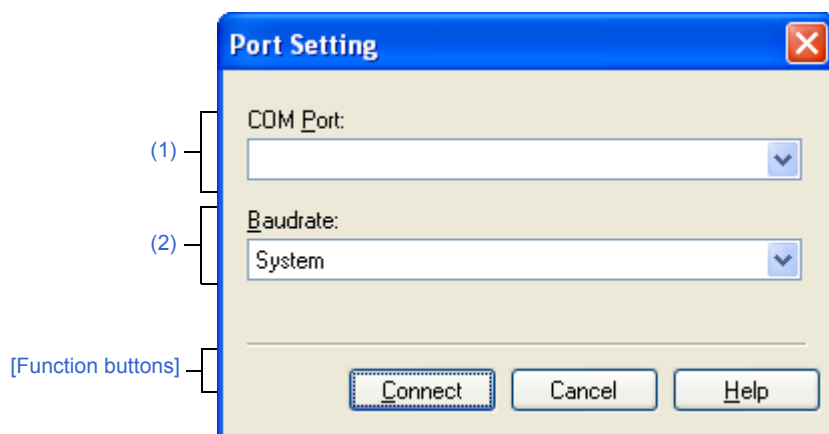 Port Setting
COM Port:
(1)
(2)
Baudrate:
System
[Function buttons]
Connect Cancel Help